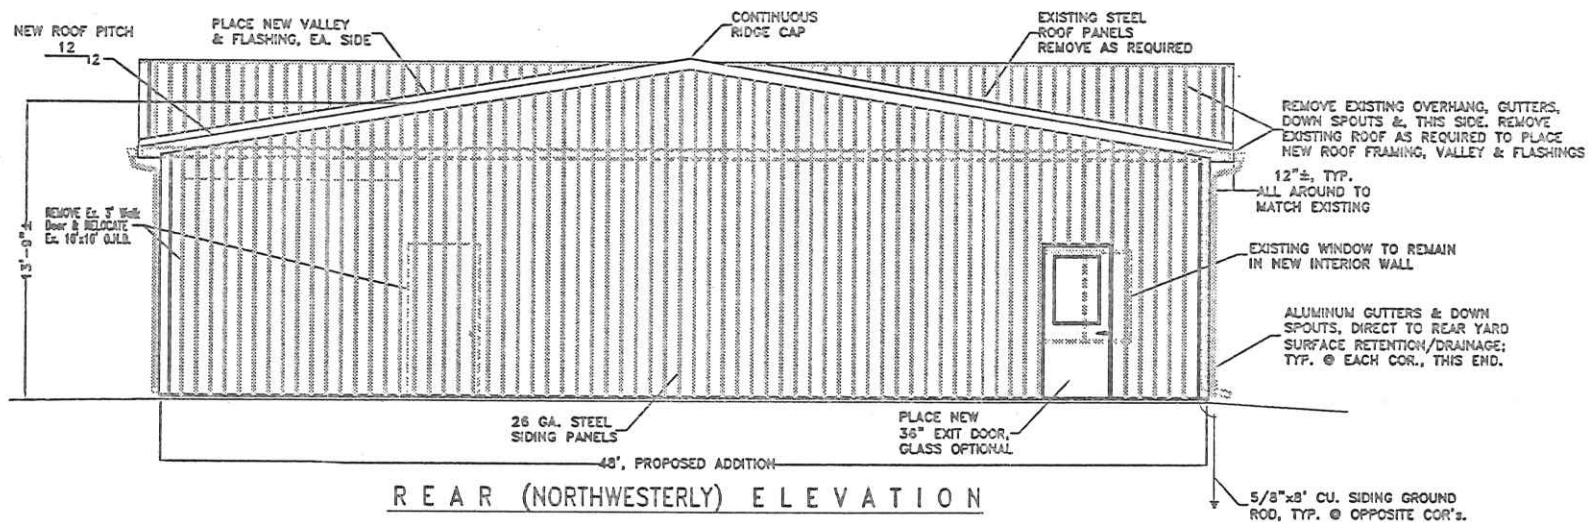 NEW ROOF PITCH
12
2
PLACE NEW VALLEY
& FLASHING, EA. SIDE
CONTINUOUS
RIDGE CAP
EXISTING STEEL
ROOF PANELS
REMOVE AS REQUIRED
REMOVE EXISTING OVERHANG, GUTTERS,
DOWN SPOUTS &, THIS SIDE. REMOVE
EXISTING ROOF AS REQUIRED TO PLACE
NEW ROOF FRAMING, VALLEY & FLASHINGS
12"±, TYP.
ALL AROUND TO
MATCH EXISTING
13'-9"±
REMOVE Ex. 3' Walk
Door & RELOCATE
Ex. 10'x10' O.H.D.
EXISTING WINDOW TO REMAIN
IN NEW INTERIOR WALL
ALUMINUM GUTTERS & DOWN
SPOUTS, DIRECT TO REAR YARD
SURFACE RETENTION/DRAINAGE;
TYP. @ EACH COR., THIS END.
26 GA. STEEL
SIDING PANELS
PLACE NEW
36" EXIT DOOR,
GLASS OPTIONAL
48', PROPOSED ADDITION
REAR (NORTHWESTERLY) ELEVATION
5/8"x8' CU. SIDING GROUND
ROD, TYP. @ OPPOSITE COR's.